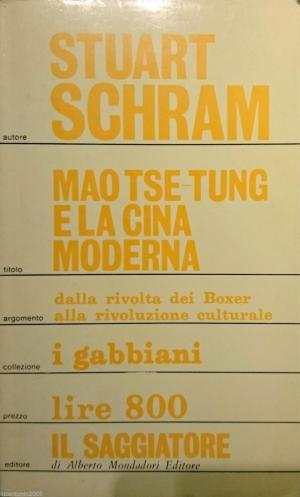 STUART
SCHRAM
autore
MAO TSE-TUNG
E LA CINA
MODERNA
titolo
dalla rivolta dei Boxer
alla rivoluzione culturale
argomento
i gabbiani
collezione
lire 800
prezzo
IL SAGGIATORE
di Alberto Mondadori Editore
editore